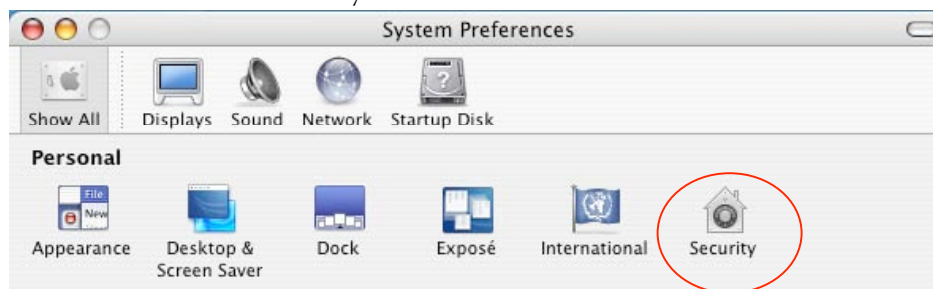 System Preferences
Show All Displays Sound Network Startup Disk
Personal
File
New
Appearance Desktop & Dock Exposé International Security
Screen Saver